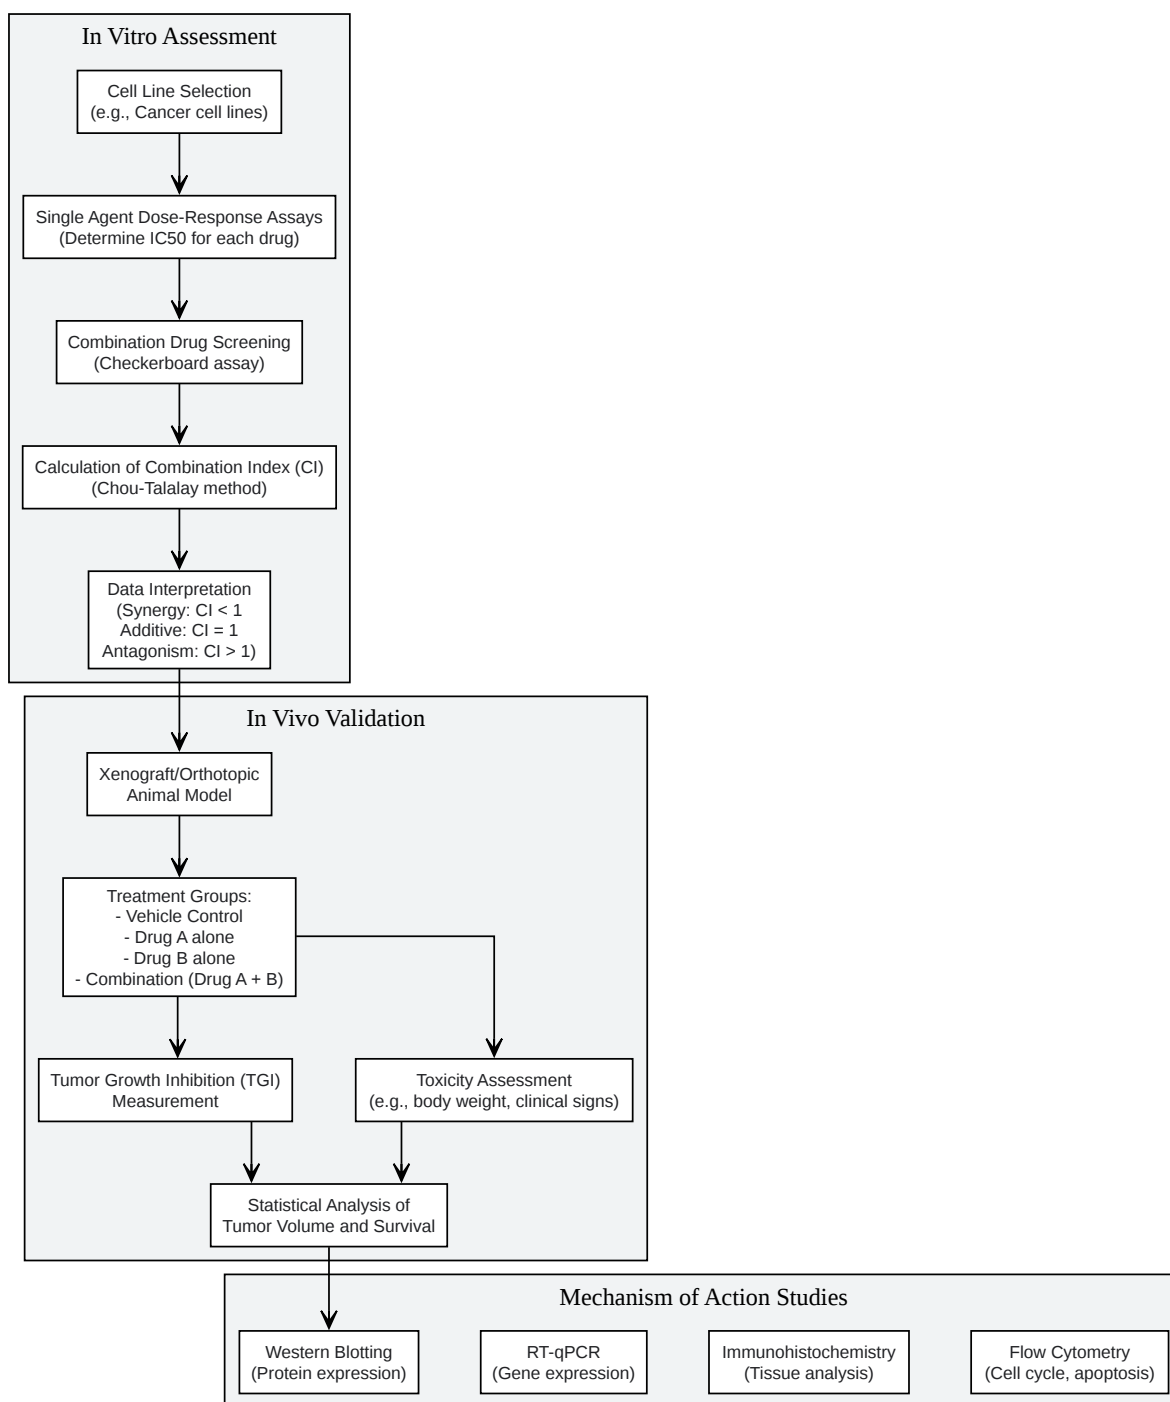 In Vitro Assessment
Cell Line Selection
(e.g., Cancer cell lines)
Single Agent Dose-Response Assays
(Determine IC50 for each drug)
Combination Drug Screening
(Checkerboard assay)
Calculation of Combination Index (CI)
(Chou-Talalay method)
Data Interpretation
(Synergy: CI < 1
Additive: CI = 1
Antagonism: CI > 1)
In Vivo Validation
Xenograft/Orthotopic
Animal Model
Treatment Groups:
- Vehicle Control
- Drug A alone
- Drug B alone
- Combination (Drug A + B)
Tumor Growth Inhibition (TGI)
Measurement
Toxicity Assessment
(e.g., body weight, clinical signs)
Statistical Analysis of
Tumor Volume and Survival
Mechanism of Action Studies
Western Blotting
(Protein expression)
RT-qPCR
(Gene expression)
Immunohistochemistry
(Tissue analysis)
Flow Cytometry
(Cell cycle, apoptosis)